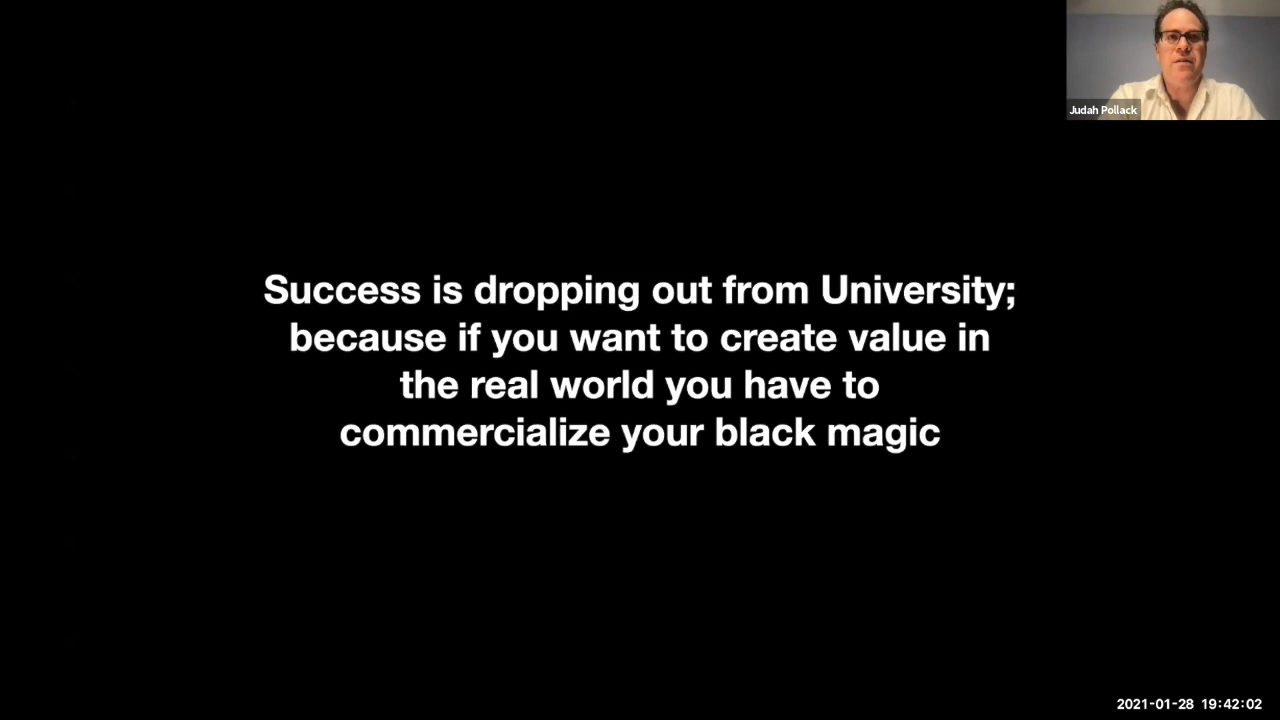 Judah Pollack
Success is dropping out from University;
because if you want to create value in
the real world you have to
commercialize your black magic
2021-01-28 19:42:02